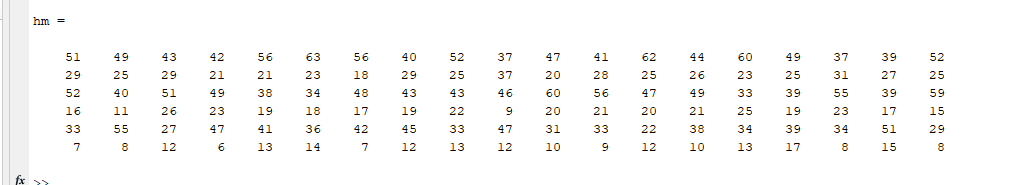 hm =
51 49 43 42 56 63 56 40 52 37 47 41 62 44 60 49 37 39 52
29 25 29 21 21 23 18 29 25 37 20 28 25 26 23 25 31 27 25
52 40 51 49 38 34 48 43 43 46 60 56 47 49 33 39 55 39 59
16 11 26 23 19 18 17 19 22 9 20 21 20 21 25 19 23 17 15
33 55 27 47 41 36 42 45 33 47 31 33 22 38 34 39 34 51 29
7 8 12 6 13 14 7 12 13 12 10 9 12 10 13 17 8 15 8
fx >>